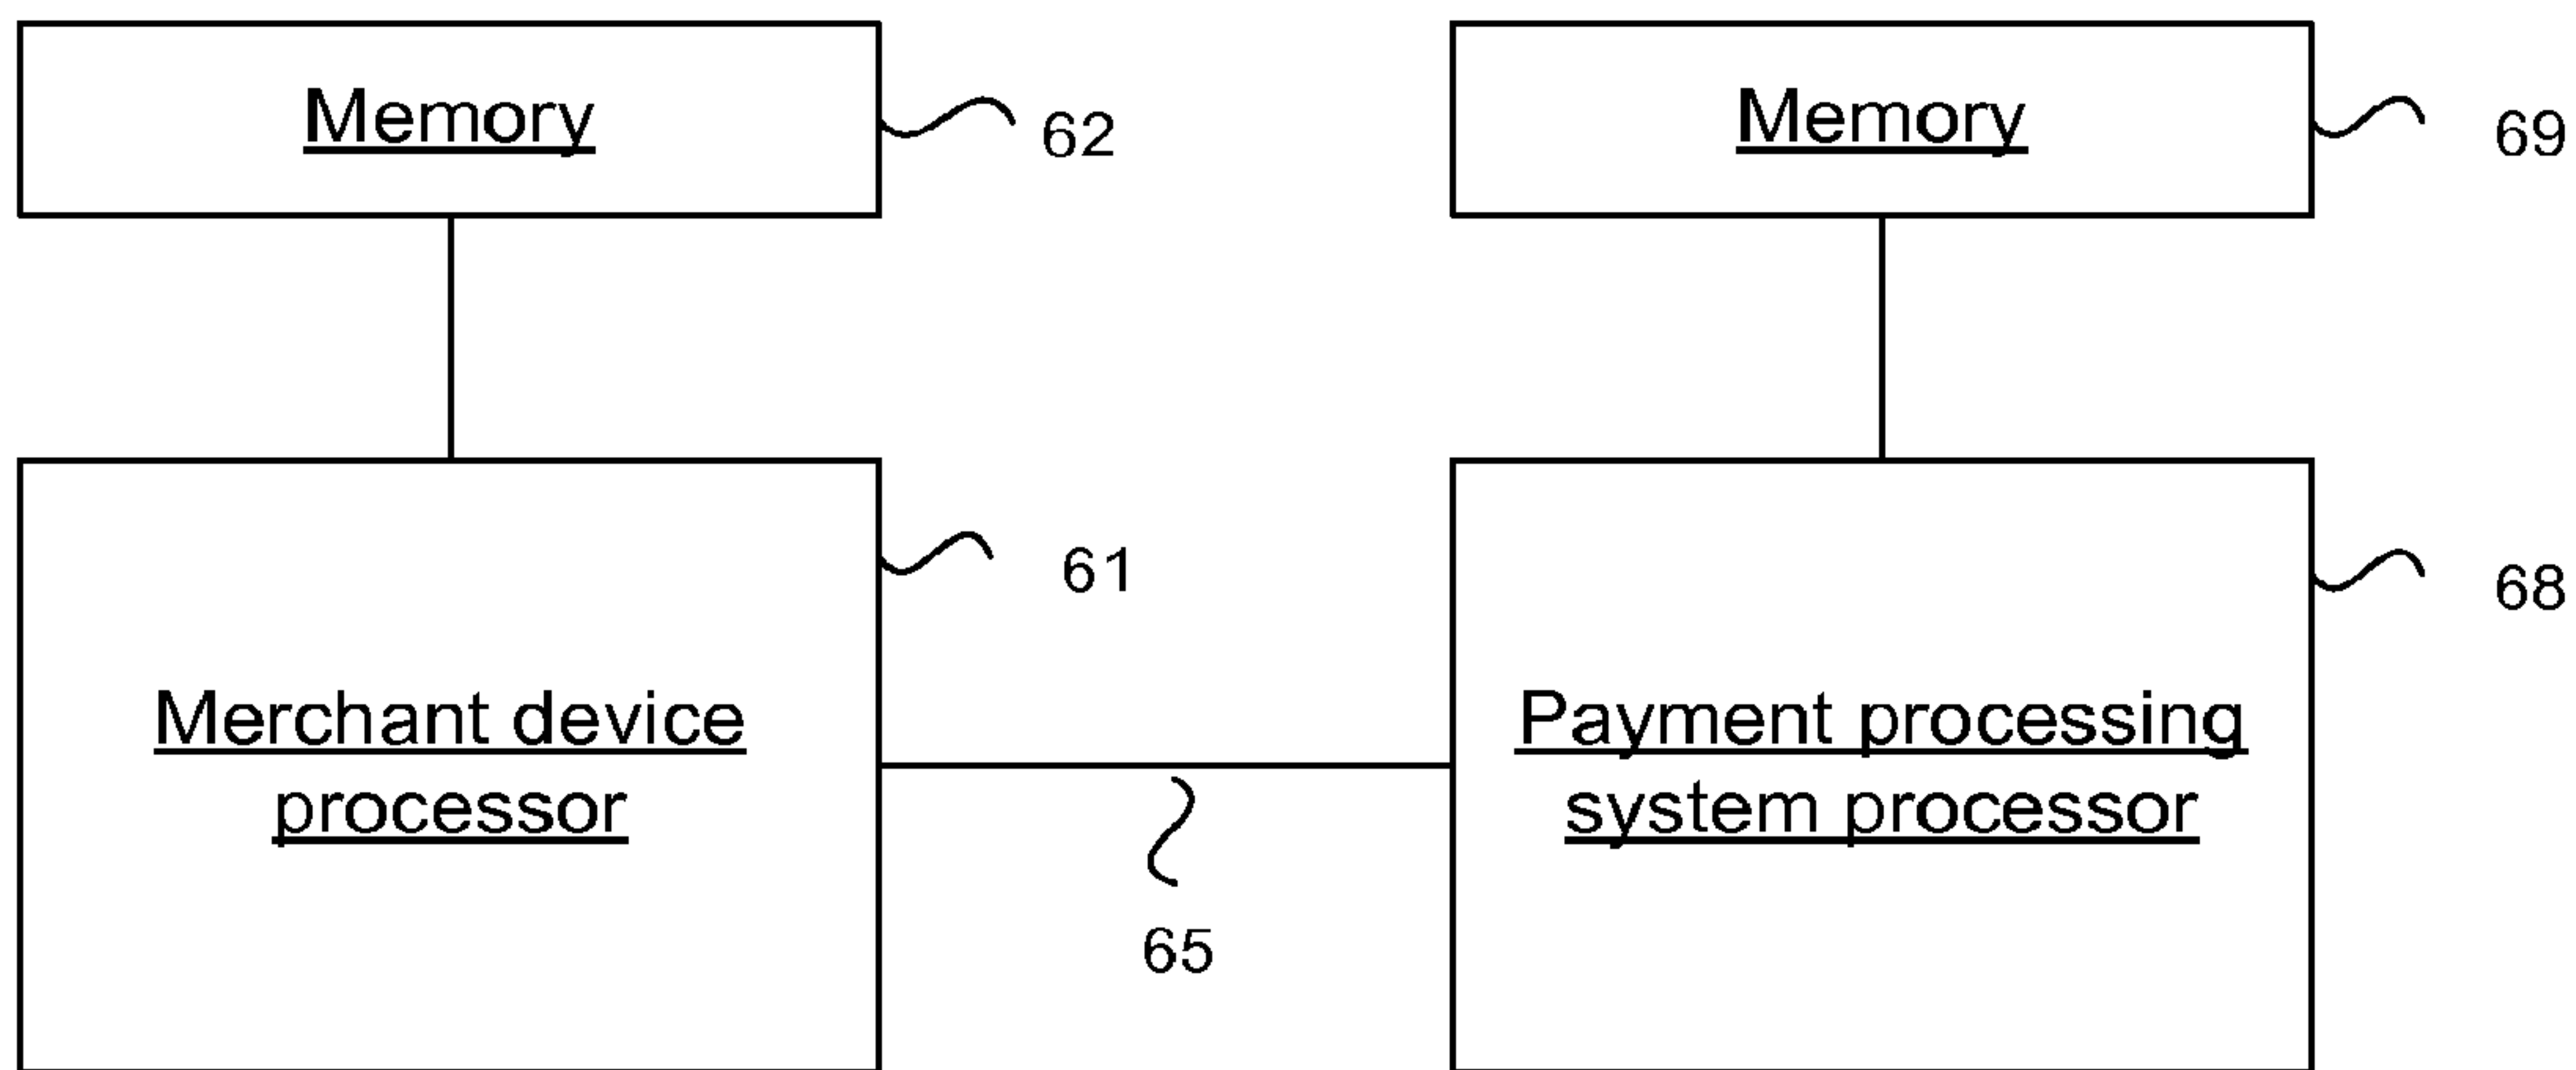 Memory
62
Memory
69
61
68
Merchant device
processor
Payment processing
system processor
65